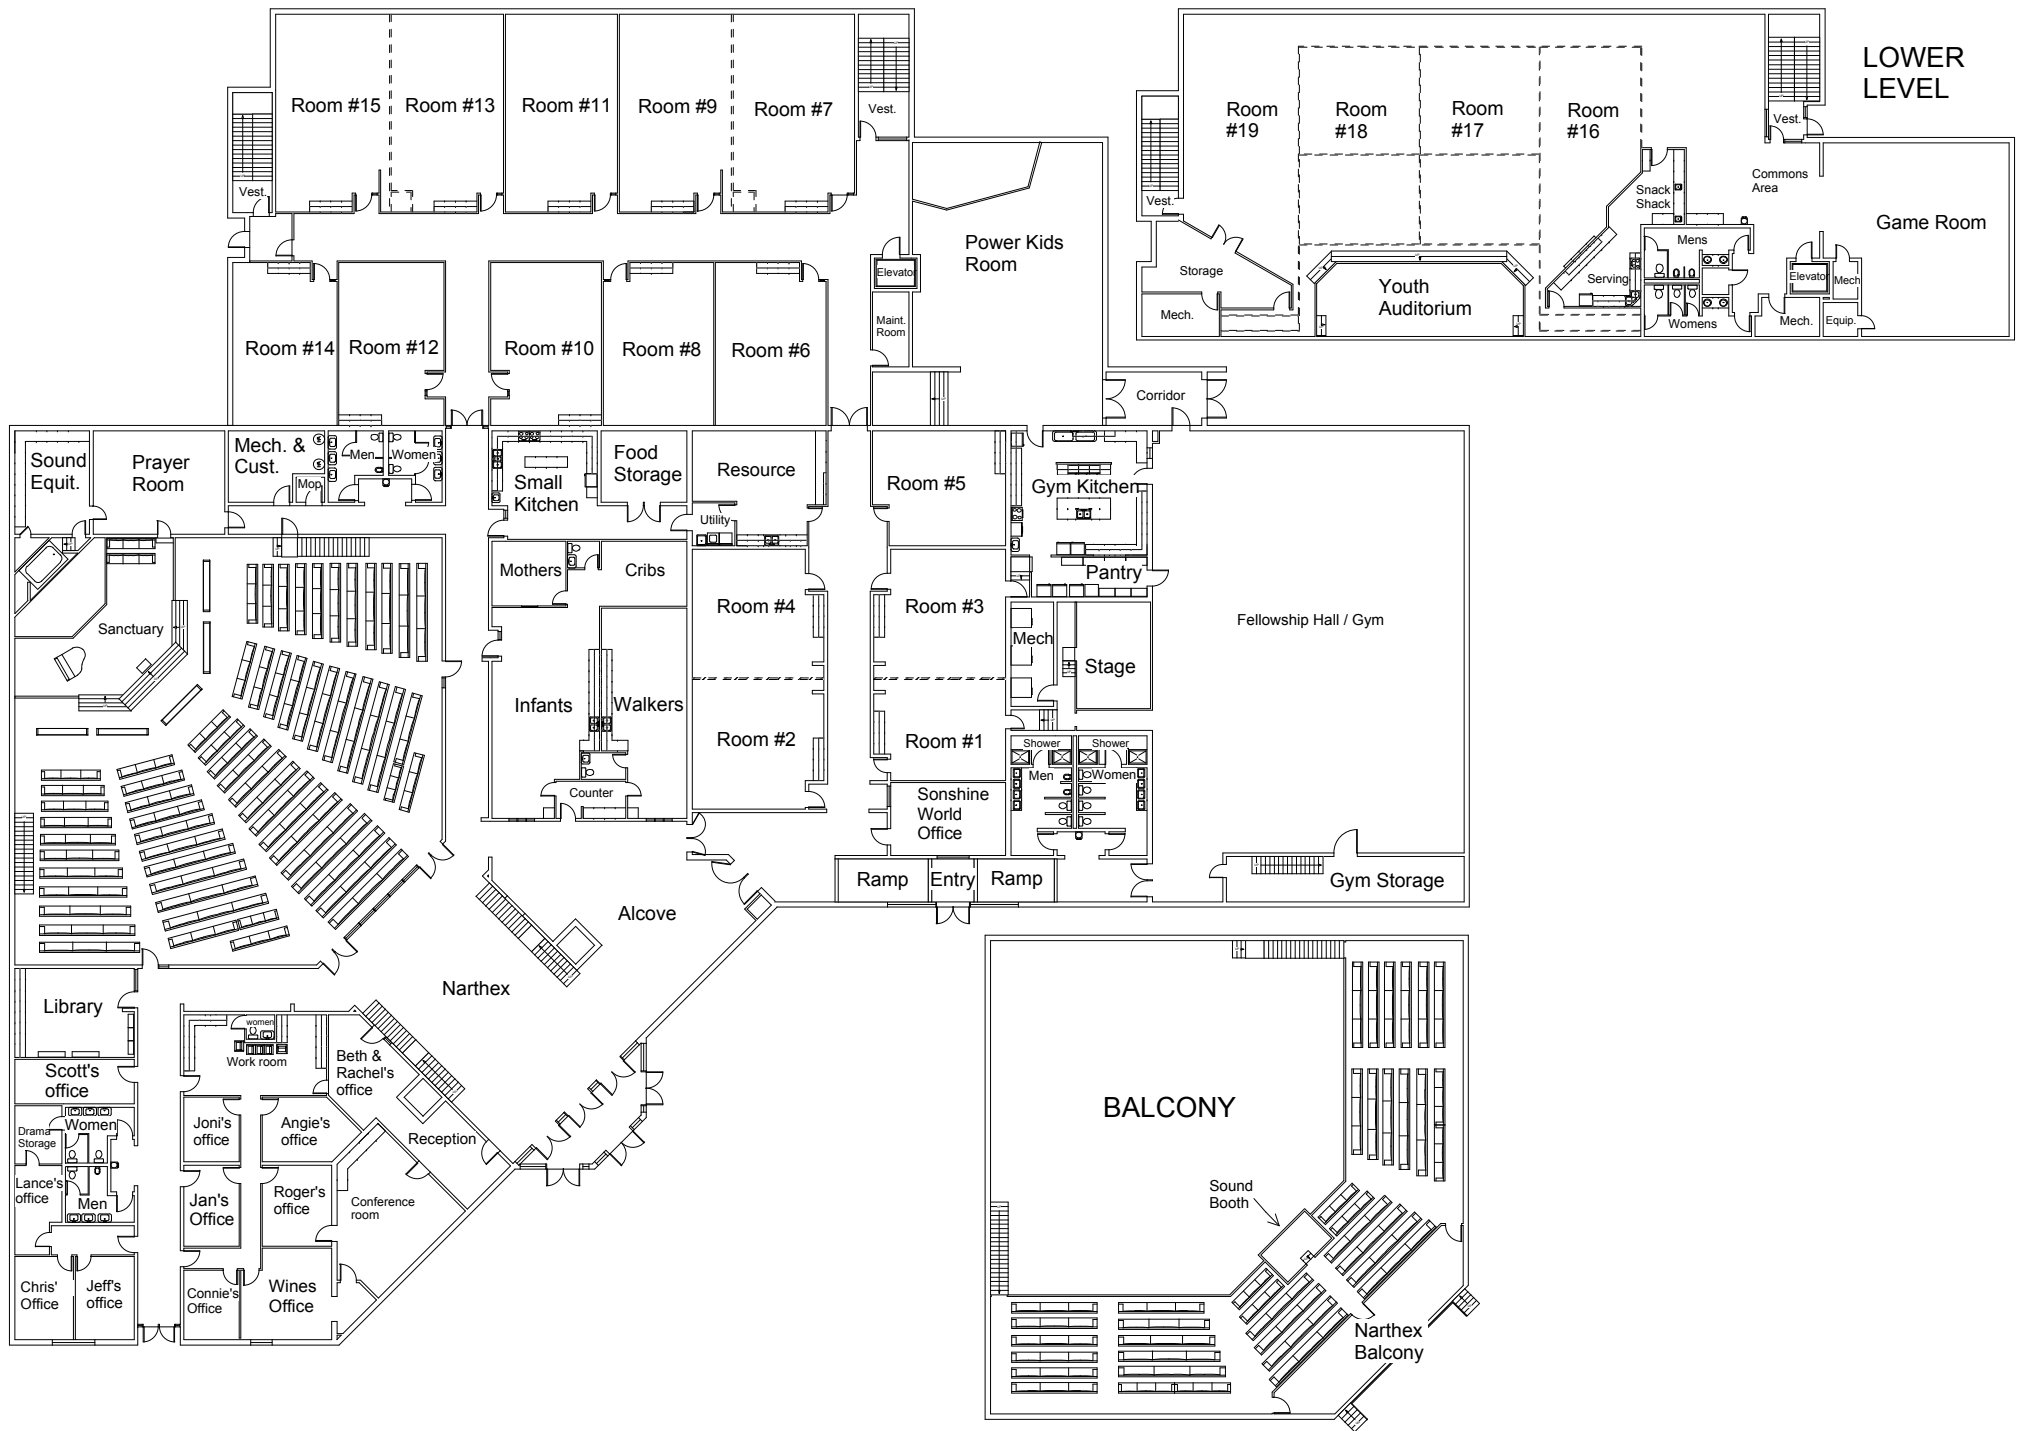 Room #15
Room #13
Room #11
Room #9
Room #7
Vest.
Vest.
Power Kids
Room
Elevator
Maint.
Room
Room #14
Room #12
Room #10
Room #8
Room #6
Corridor
LOWER
LEVEL
Room
#19
Room
#18
Room
#17
Room
#16
Vest.
Vest.
Snack
Shack
Commons
Area
Game Room
Mens
Storage
Serving
Elevator
Mech
Youth
Auditorium
Mech.
Womens
Mech.
Equip.
Sound
Equit.
Prayer
Room
Mech. &
Cust.
Mop
Men
Women
Small
Kitchen
Food
Storage
Resource
Utility
Room #5
Gym Kitchen
Pantry
Mothers
Cribs
Room #4
Room #3
Mech
Stage
Fellowship Hall / Gym
Sanctuary
Infants
Walkers
Room #2
Room #1
Shower
Shower
Men
Women
Counter
Sonshine
World
Office
Ramp
Entry
Ramp
Gym Storage
Alcove
Narthex
Library
women
Work room
Beth &
Rachel's
office
Scott's
office
Drama
Storage
Women
Joni's
office
Angie's
office
Reception
Lance's
office
Men
Jan's
Office
Roger's
office
Conference
room
Chris'
Office
Jeff's
office
Connie's
Office
Wines
Office
BALCONY
Sound
Booth
Narthex
Balcony